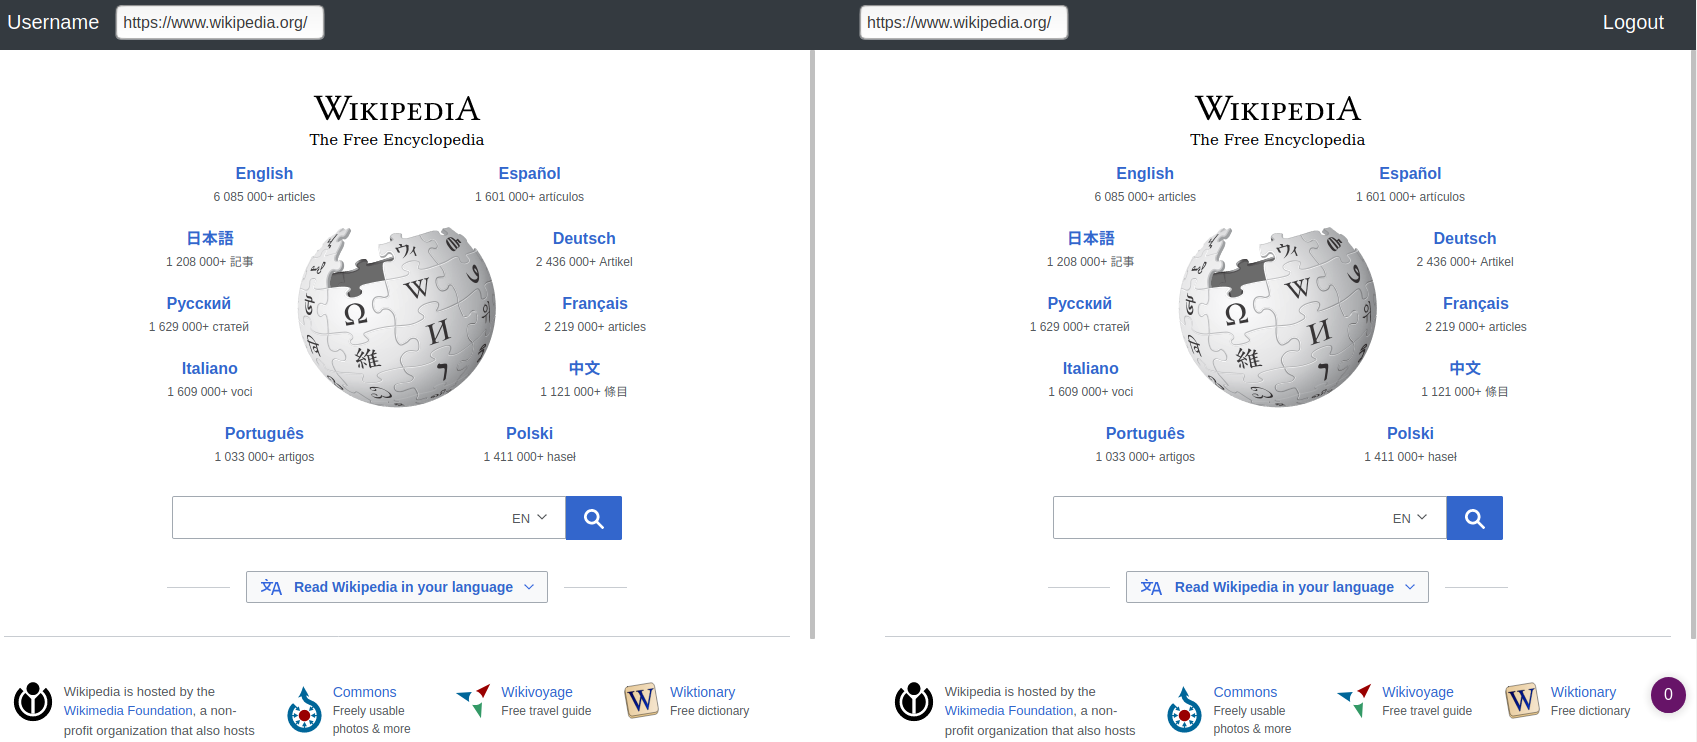 Username https://www.wikipedia.org/ https://www.wikipedia.org/ Logout
WIKIPEDIA
The Free Encyclopedia
English Español
6 085 000+ articles 1 601 000+ artículos
日本語 Deutsch
1 208 000+ 記事 2 436 000+ Artikel
Русский Français
1 629 000+ статей 2 219 000+ articles
Italiano 中文
1 609 000+ voci 1 121 000+ 條目
Português Polski
1 033 000+ artigos 1 411 000+ haseł
Ω W И 維 ウィ
EN
Read Wikipedia in your language
Wikipedia is hosted by the
Wikimedia Foundation, a non-
profit organization that also hosts
Commons
Freely usable
photos & more
Wikivoyage
Free travel guide
W
Wiktionary
Free dictionary
WIKIPEDIA
The Free Encyclopedia
English Español
6 085 000+ articles 1 601 000+ artículos
日本語 Deutsch
1 208 000+ 記事 2 436 000+ Artikel
Русский Français
1 629 000+ статей 2 219 000+ articles
Italiano 中文
1 609 000+ voci 1 121 000+ 條目
Português Polski
1 033 000+ artigos 1 411 000+ haseł
Ω W И 維 ウィ
EN
Read Wikipedia in your language
Wikipedia is hosted by the
Wikimedia Foundation, a non-
profit organization that also hosts
Commons
Freely usable
photos & more
Wikivoyage
Free travel guide
W
Wiktionary
Free dictionary
0